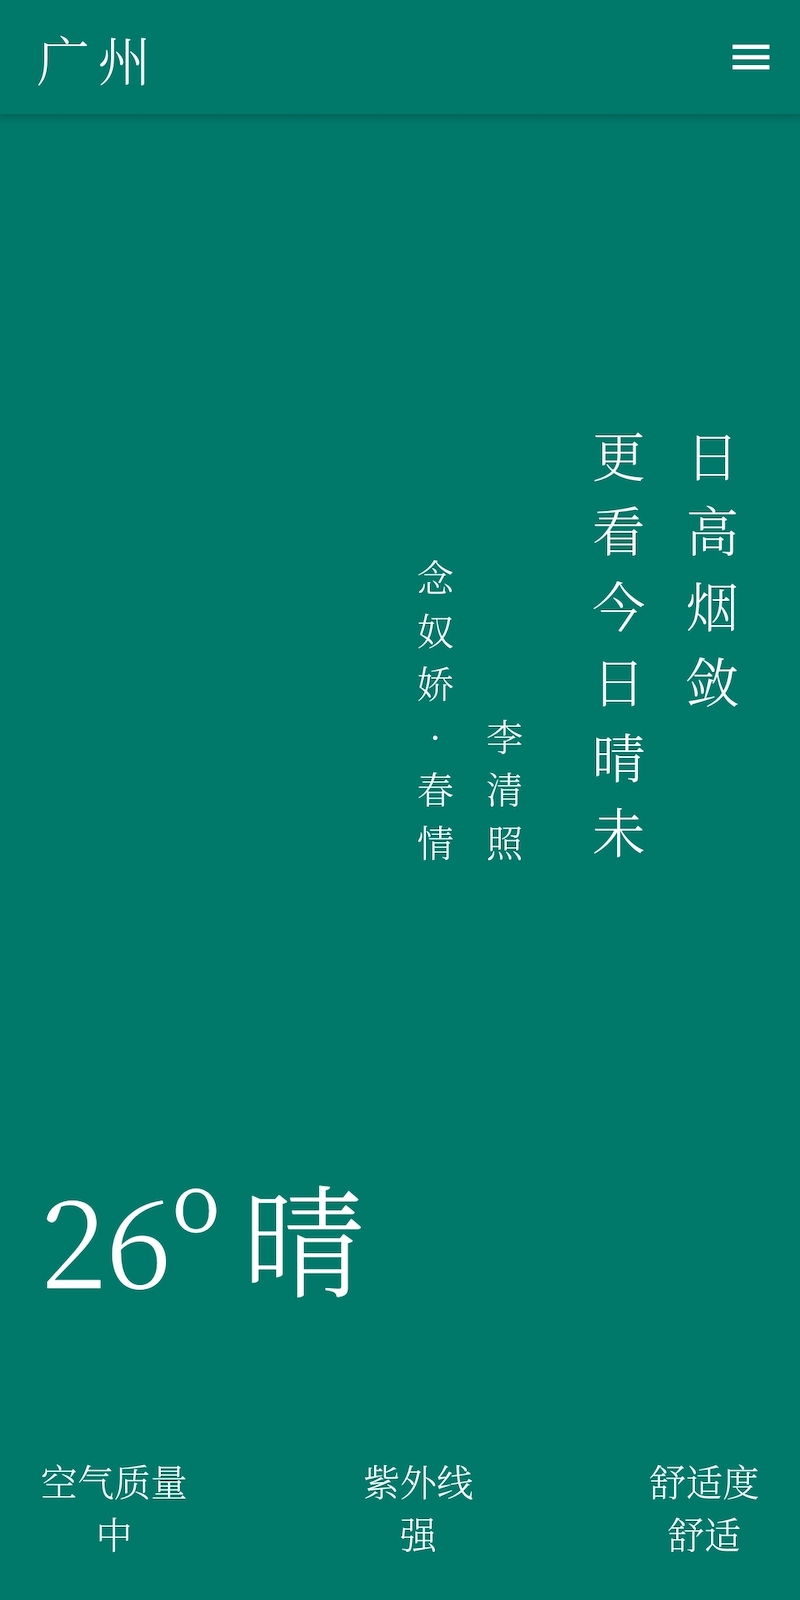 广州
日高烟敛
更看今日晴未
李清照
念奴娇·春情
26° 晴
空气质量
中
紫外线
强
舒适度
舒适